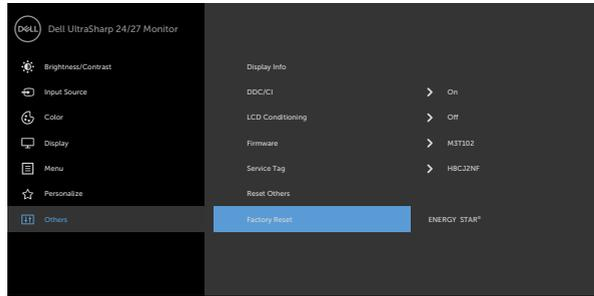 DELL Dell UltraSharp 24/27 Monitor
Brightness/Contrast
Display Info
Input Source
DDC/CI
On
Color
LCD Conditioning
Off
Display
Firmware
M3T102
Menu
Service Tag
H8CJ2NF
Personalize
Reset Others
Others
Factory Reset
ENERGY STAR®